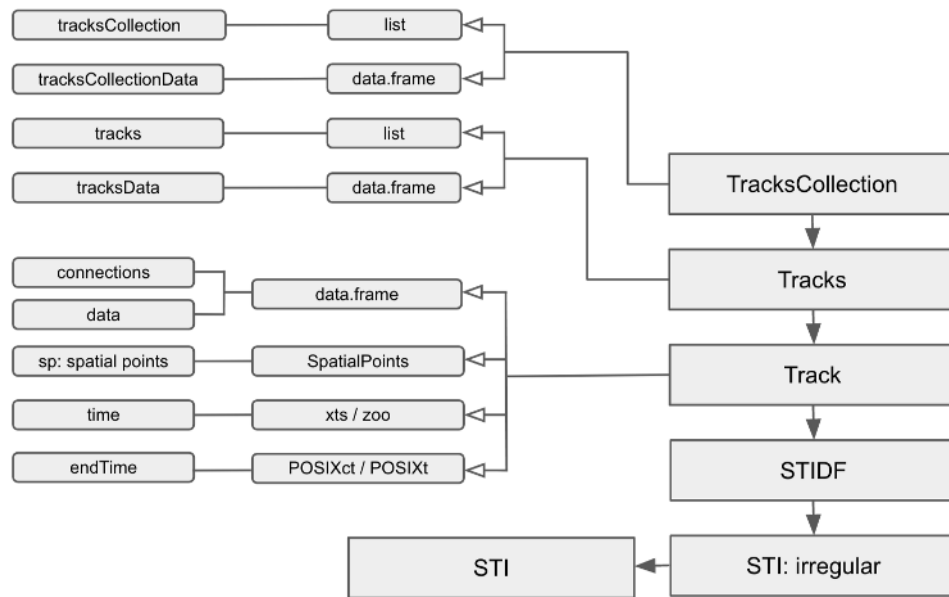 tracksCollection
list
tracksCollectionData
data.frame
tracks
list
tracksData
data.frame
TracksCollection
Tracks
connections
data
data.frame
sp: spatial points
SpatialPoints
Track
time
xts / zoo
endTime
POSIXct / POSIXt
STIDF
STI
STI: irregular